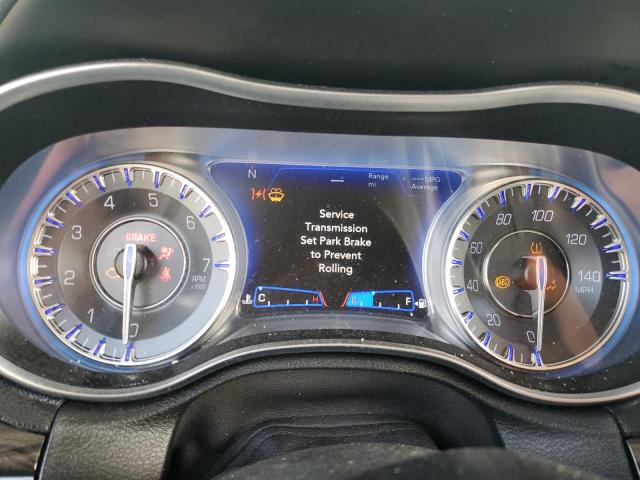 N
Range
mi
- ---MPG
Average
Service
Transmission
Set Park Brake
to Prevent
Rolling
C H
E F
0
1
2
3
4
5
6
7
RPM
x1000
BRAKE
0
20
40
60
80
100
120
140
MPH
ABS